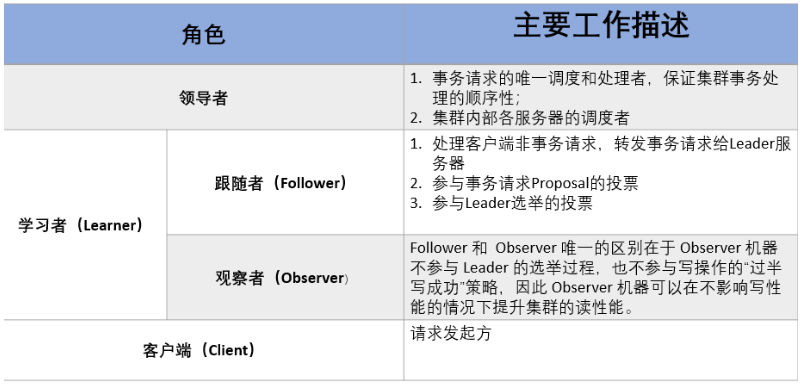 角色
主要工作描述
领导者
1. 事务请求的唯一调度和处理者，保证集群事务处
理的顺序性；
2. 集群内部各服务器的调度者
学习者（Learner）
跟随者（Follower）
1. 处理客户端非事务请求，转发事务请求给Leader服
务器
2. 参与事务请求Proposal的投票
3. 参与Leader选举的投票
观察者（Observer）
Follower 和 Observer 唯一的区别在于 Observer 机器
不参与 Leader 的选举过程，也不参与写操作的“过半
写成功”策略，因此 Observer 机器可以在不影响写性
能的情况下提升集群的读性能。
客户端（Client）
请求发起方